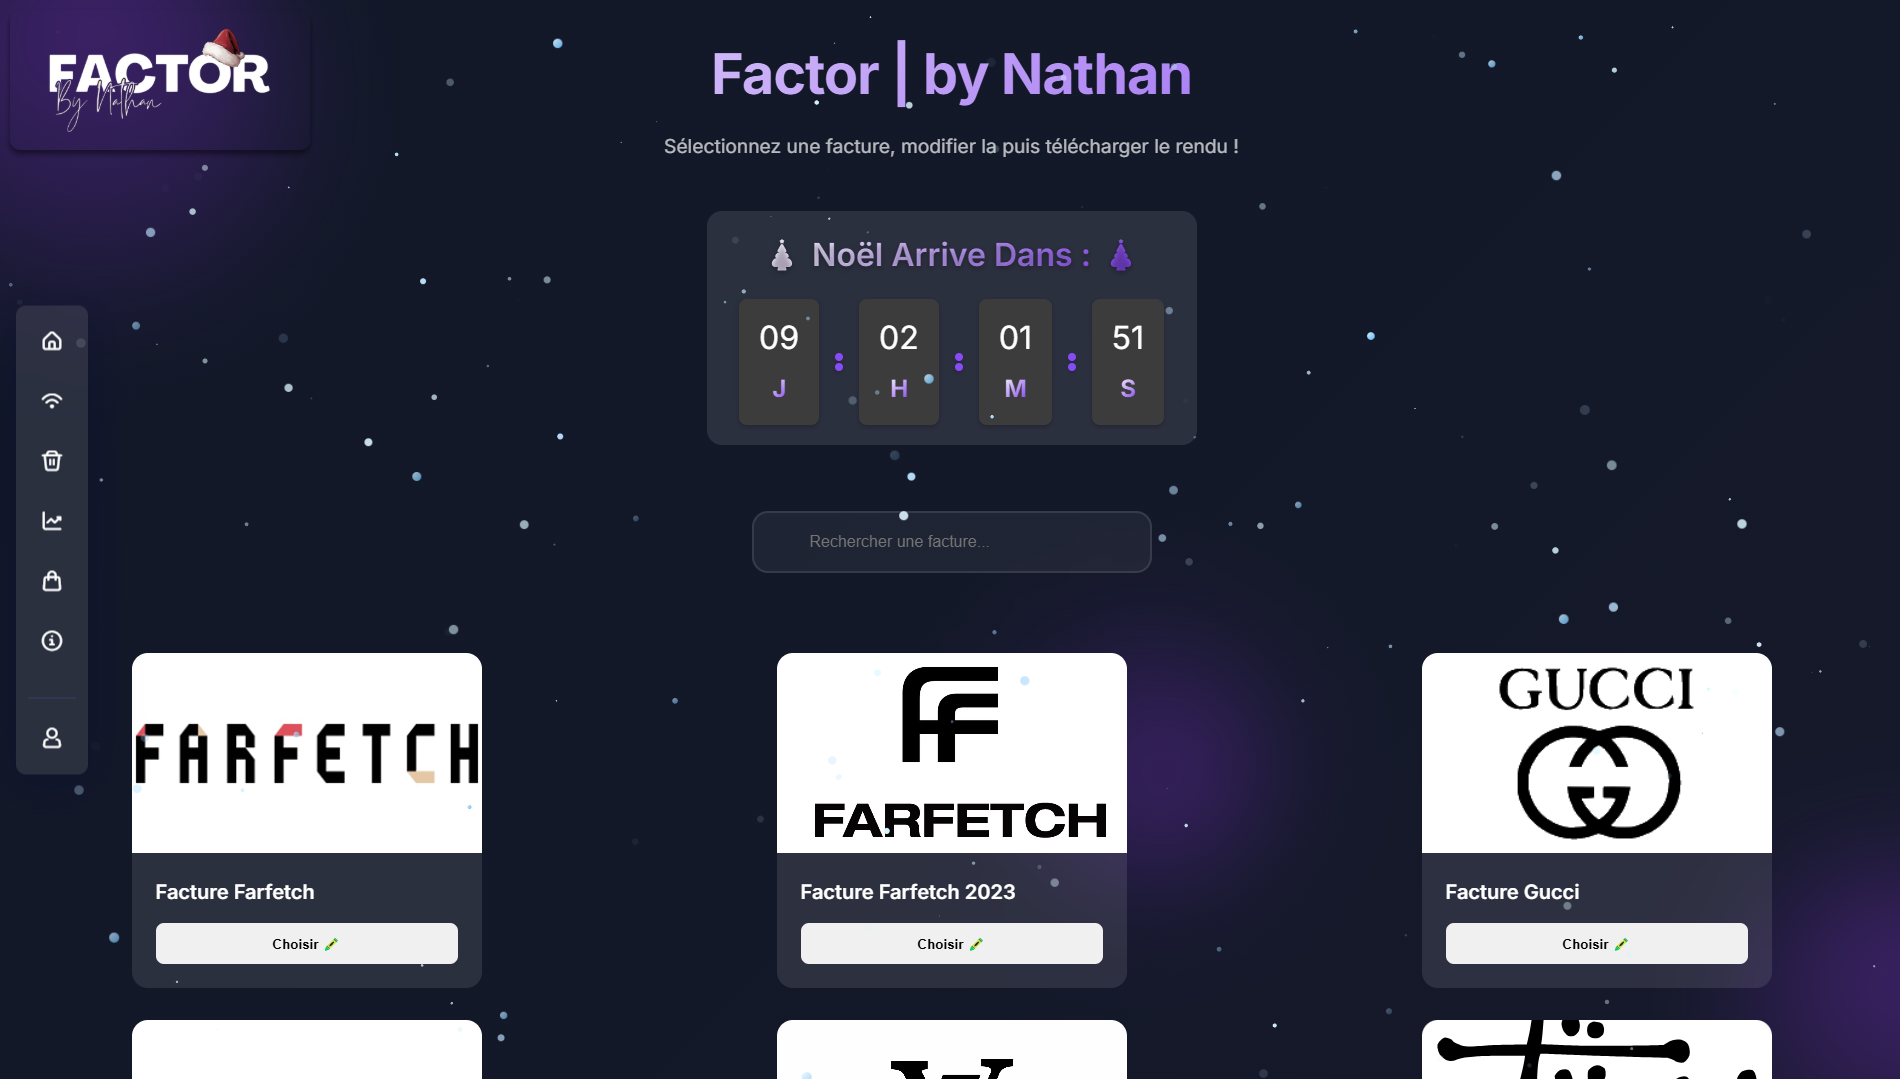 FACTOR
By Nathan
Factor | by Nathan
Sélectionnez une facture, modifier la puis télécharger le rendu !
🎄 Noël Arrive Dans : 🎄
09 : 02 : 01 : 51
J H M S
Rechercher une facture...
FARFETCH
FARFETCH
GUCCI
Facture Farfetch
Facture Farfetch 2023
Facture Gucci
Choisir
Choisir
Choisir